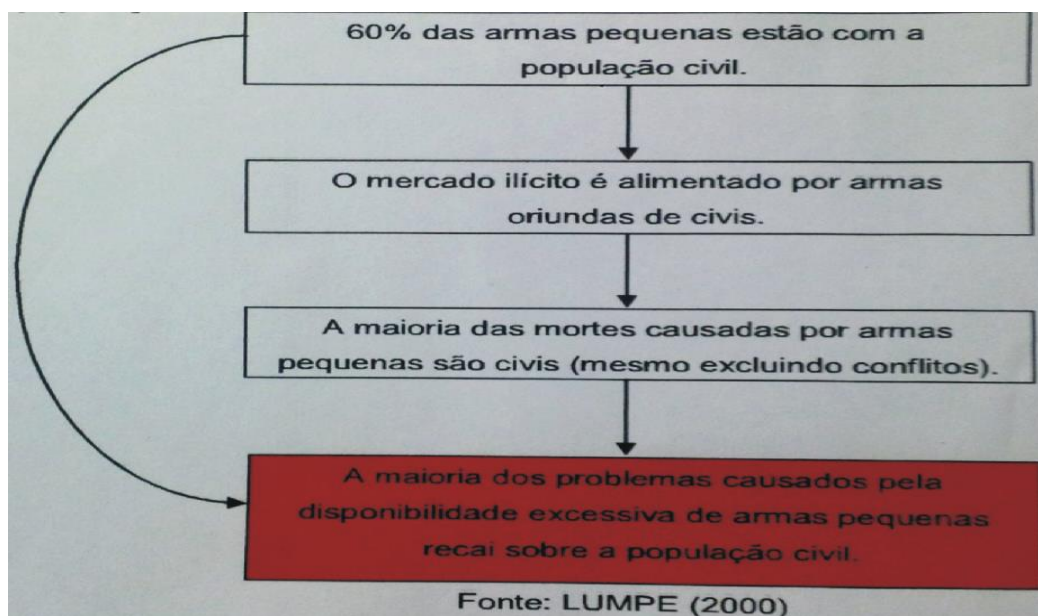 60% das armas pequenas estão com a
população civil.
O mercado ilícito é alimentado por armas
oriundas de civis.
A maioria das mortes causadas por armas
pequenas são civis (mesmo excluindo conflitos).
A maioria dos problemas causados pela
disponibilidade excessiva de armas pequenas
recai sobre a população civil.
Fonte: LUMPE (2000)